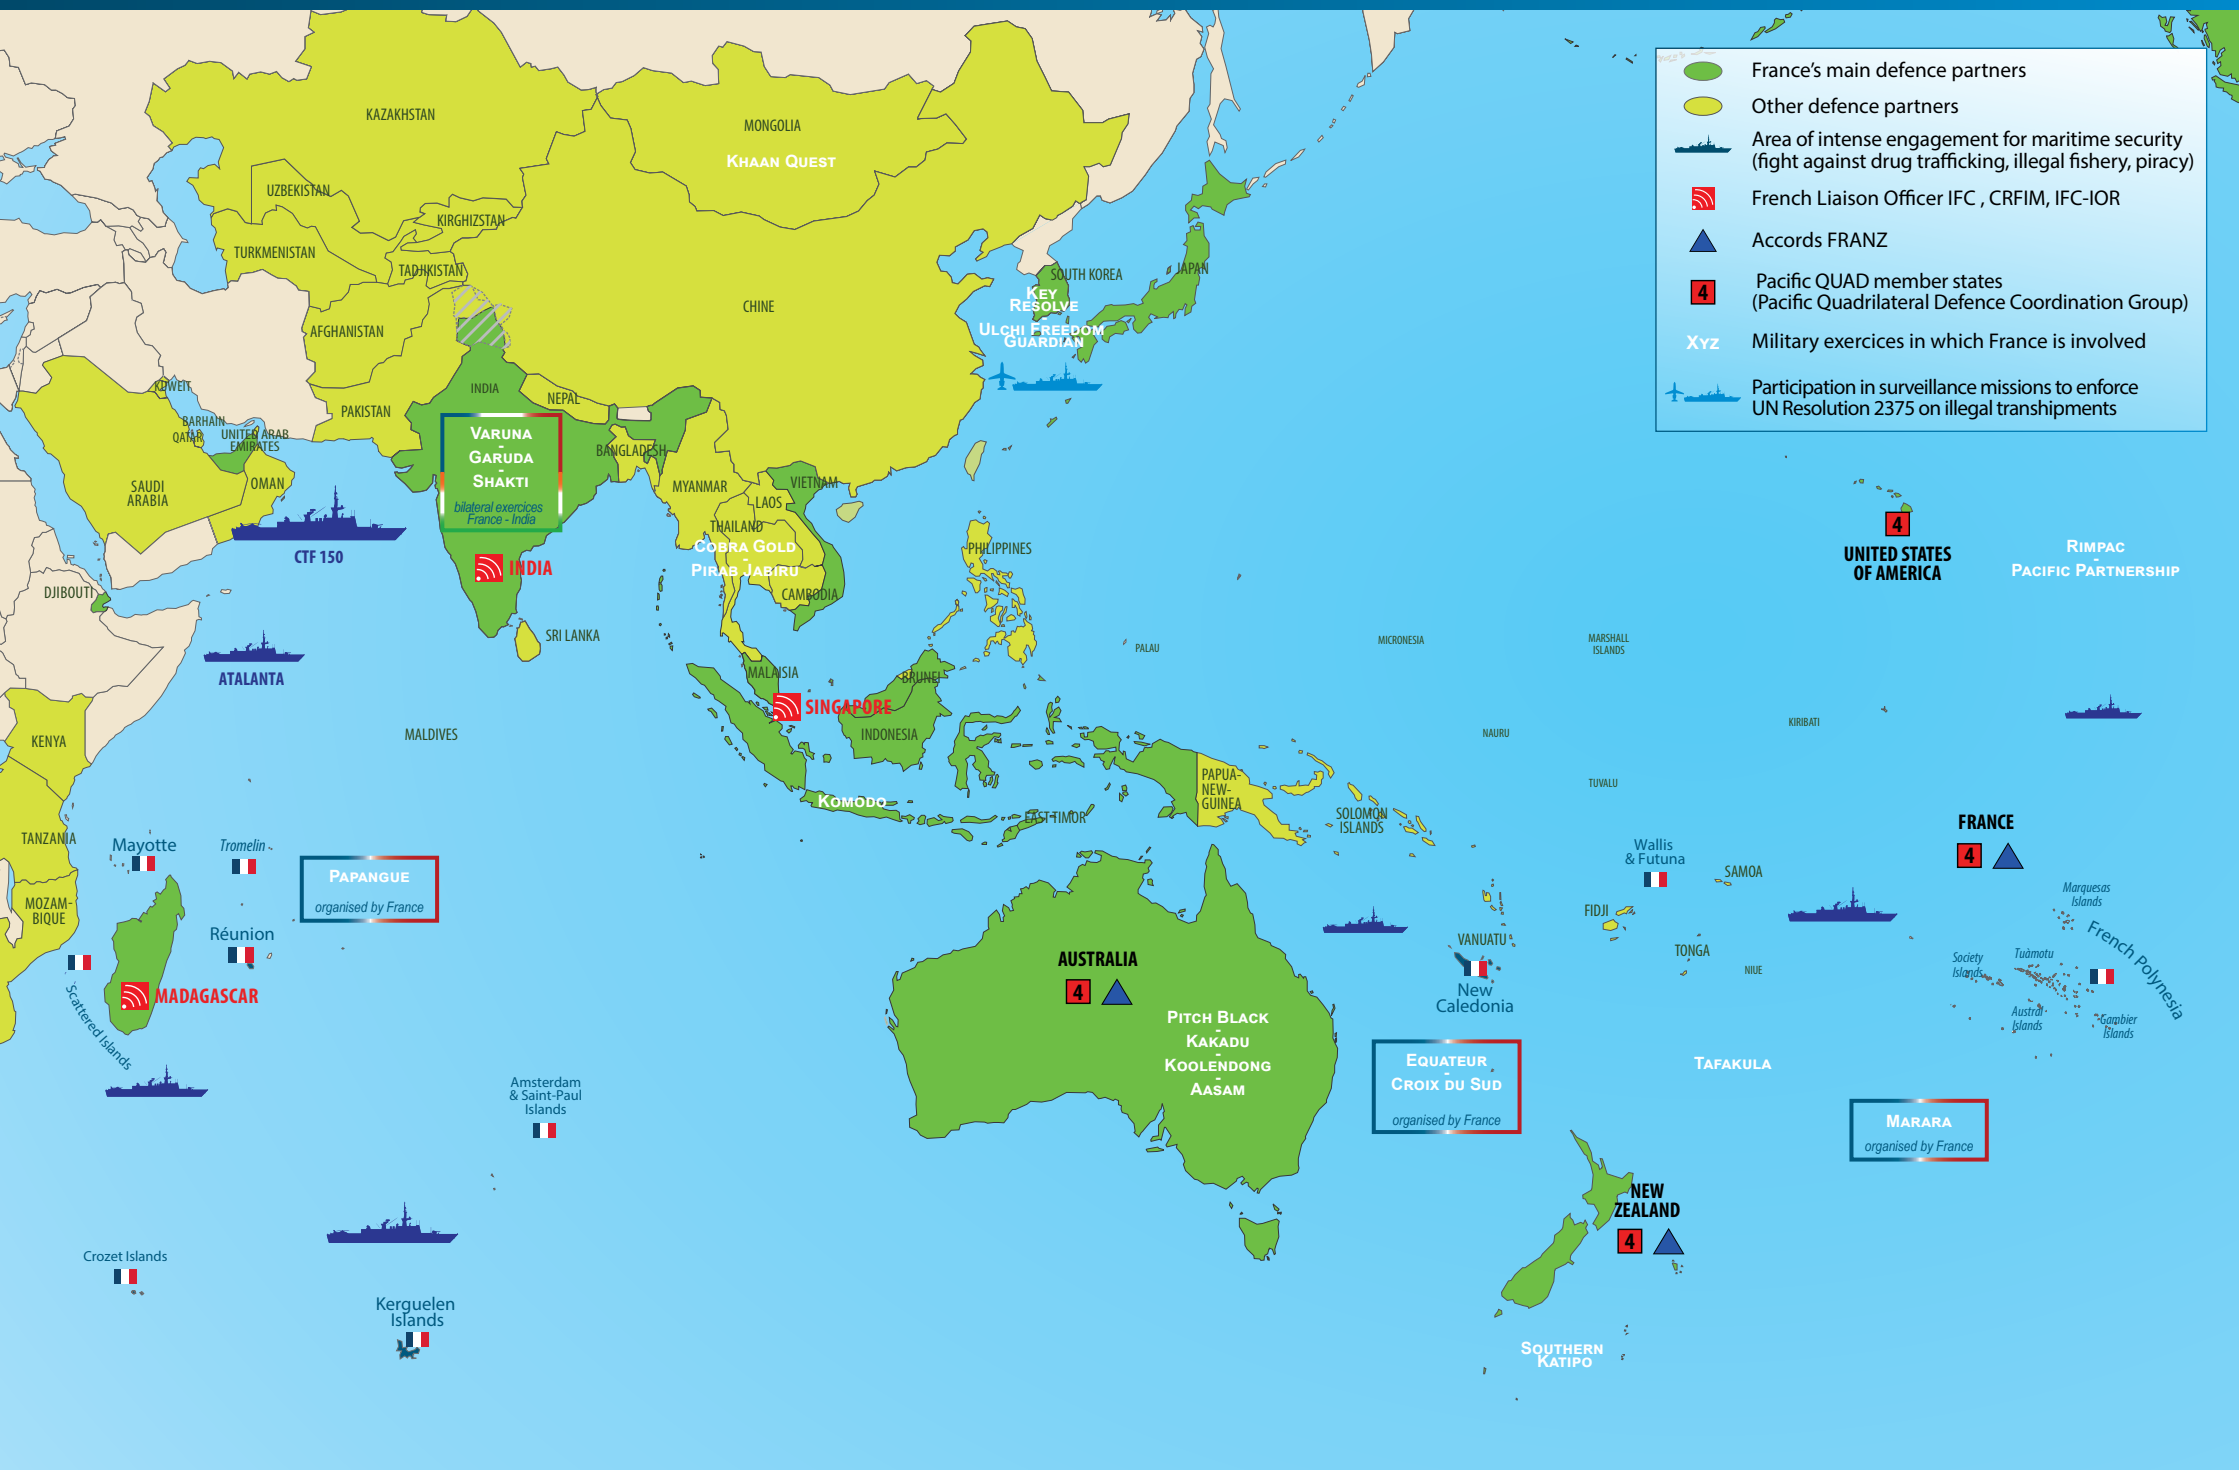 France's main defence partners
Other defence partners
Area of intense engagement for maritime security
(fight against drug trafficking, illegal fishery, piracy)
French Liaison Officer IFC , CRFIM, IFC-IOR
Accords FRANZ
4
Pacific QUAD member states
(Pacific Quadrilateral Defence Coordination Group)
XYZ
Military exercices in which France is involved
Participation in surveillance missions to enforce
UN Resolution 2375 on illegal transhipments
KAZAKHSTAN
MONGOLIA
KHAAN QUEST
UZBEKISTAN
KIRGHIZSTAN
TURKMENISTAN
TADJIKISTAN
AFGHANISTAN
CHINE
SOUTH KOREA
JAPAN
KEY
RESOLVE
-
ULCHI FREEDOM
GUARDIAN
KUWEIT
BARHAIN
QATAR
UNITED ARAB
EMIRATES
PAKISTAN
INDIA
NEPAL
VARUNA
-
GARUDA
-
SHAKTI
bilateral exercices
France - India
BANGLADESH
SAUDI
ARABIA
OMAN
MYANMAR
LAOS
VIETNAM
THAILAND
COBRA GOLD
-
PIRAB JABIRU
CAMBODIA
PHILIPPINES
CTF 150
INDIA
DJIBOUTI
SRI LANKA
ATALANTA
MALDIVES
MALAISIA
BRUNEI
SINGAPORE
INDONESIA
KOMODO
EAST-TIMOR
PALAU
MICRONESIA
MARSHALL
ISLANDS
NAURU
KIRIBATI
TUVALU
4
UNITED STATES
OF AMERICA
RIMPAC
-
PACIFIC PARTNERSHIP
PAPUA-
NEW-
GUINEA
SOLOMON
ISLANDS
KENYA
TANZANIA
MOZAM-
BIQUE
Mayotte
Tromelin
PAPANGUE
organised by France
Réunion
MADAGASCAR
Scattered Islands
Amsterdam
& Saint-Paul
Islands
Crozet Islands
Kerguelen
Islands
AUSTRALIA
4
PITCH BLACK
-
KAKADU
-
KOOLENDONG
-
AASAM
VANUATU
New
Caledonia
EQUATEUR
-
CROIX DU SUD
organised by France
Wallis
& Futuna
SAMOA
FIDJI
TONGA
NIUE
FRANCE
4
Marquesas
Islands
French Polynesia
Society
Islands
Tuàmotu
Austral
Islands
Gambier
Islands
TAFAKULA
MARARA
organised by France
NEW
ZEALAND
4
SOUTHERN
KATIPO